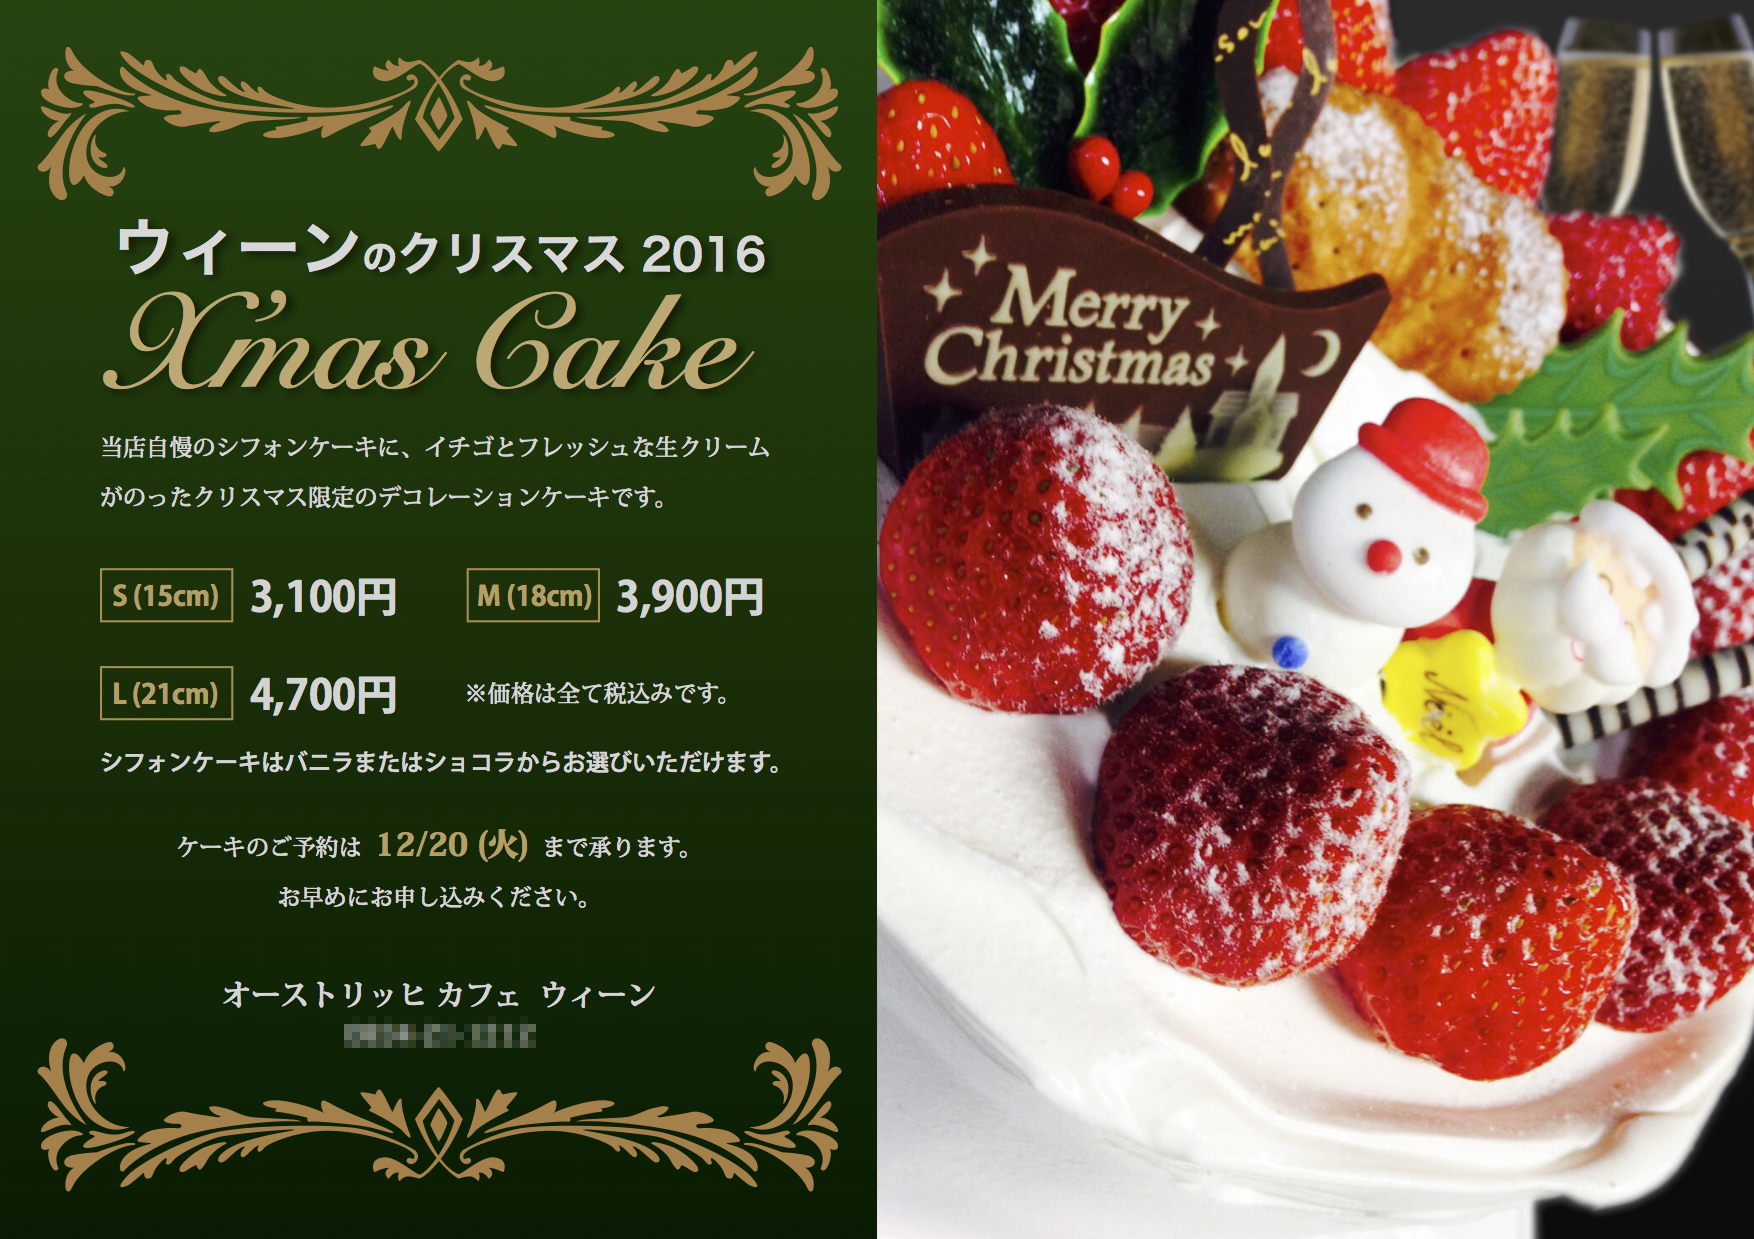 ウィーンのクリスマス 2016
X'mas Cake
当店自慢のシフォンケーキに、イチゴとフレッシュな生クリーム
がのったクリスマス限定のデコレーションケーキです。
S (15cm) 3,100円 M (18cm) 3,900円
L (21cm) 4,700円 ※価格は全て税込みです。
シフォンケーキはバニラまたはショコラからお選びいただけます。
ケーキのご予約は 12/20 (火) まで承ります。
お早めにお申し込みください。
オーストリッヒ カフェ ウィーン
Merry
Christmas
Noël